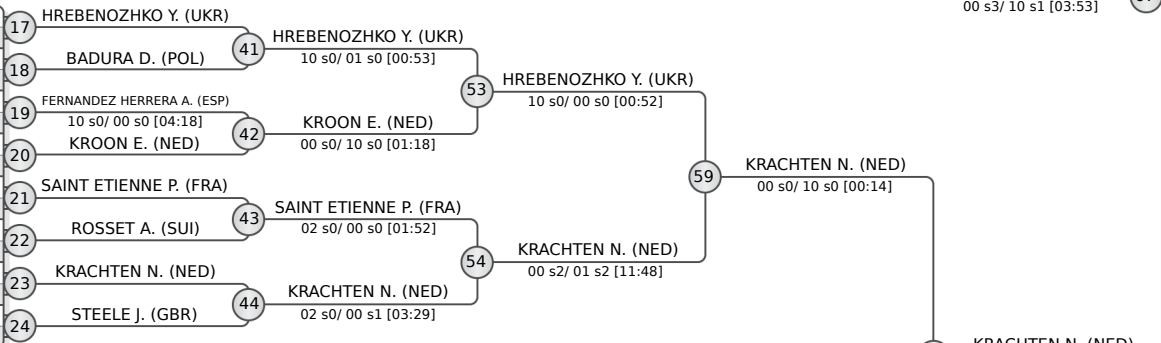 00 s3/ 10 s1 [03:53]
HREBENOZHKO Y. (UKR)
17
HREBENOZHKO Y. (UKR)
41
10 s0/ 01 s0 [00:53]
BADURA D. (POL)
18
HREBENOZHKO Y. (UKR)
53
10 s0/ 00 s0 [00:52]
FERNANDEZ HERRERA A. (ESP)
19
10 s0/ 00 s0 [04:18]
KROON E. (NED)
42
00 s0/ 10 s0 [01:18]
KROON E. (NED)
20
KRACHTEN N. (NED)
59
00 s0/ 10 s0 [00:14]
SAINT ETIENNE P. (FRA)
21
SAINT ETIENNE P. (FRA)
43
02 s0/ 00 s0 [01:52]
ROSSET A. (SUI)
22
KRACHTEN N. (NED)
54
00 s2/ 01 s2 [11:48]
KRACHTEN N. (NED)
23
KRACHTEN N. (NED)
44
02 s0/ 00 s1 [03:29]
STEELE J. (GBR)
24
KRACHTEN N. (NED)